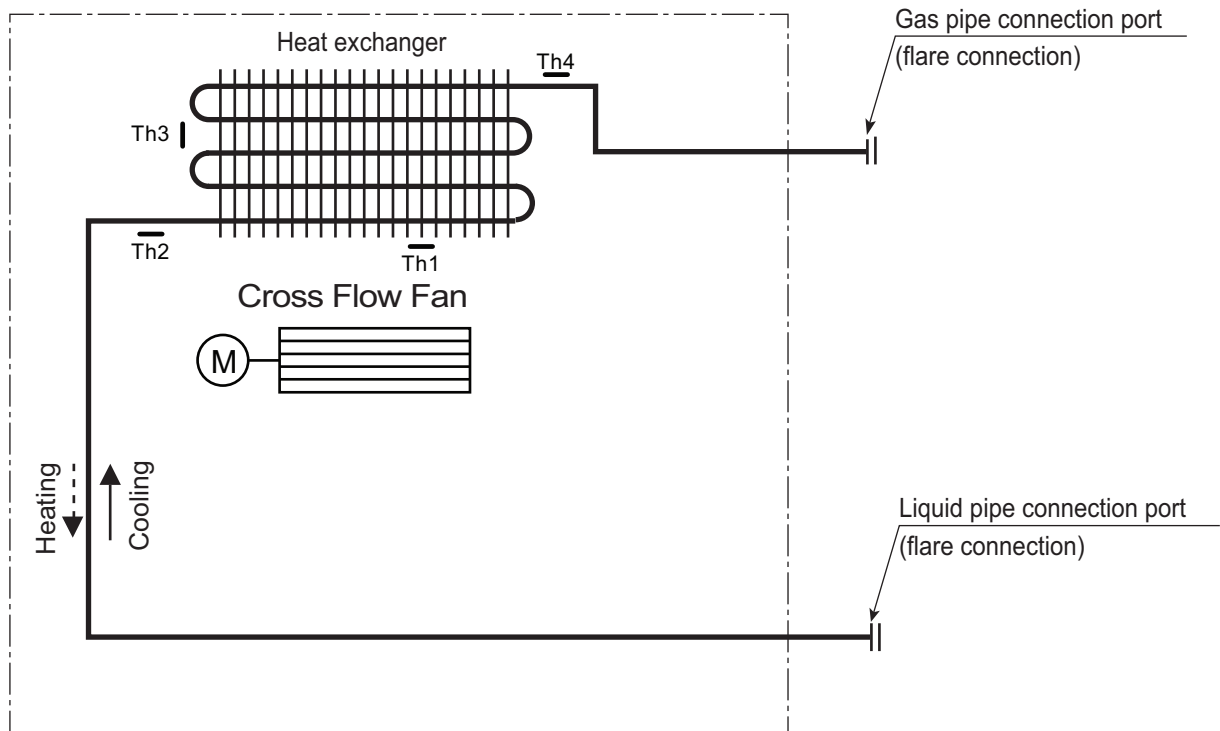 Gas pipe connection port
(flare connection)
Heat exchanger
Th4
Th3
Th2
Th1
Cross Flow Fan
M
Heating
Cooling
Liquid pipe connection port
(flare connection)